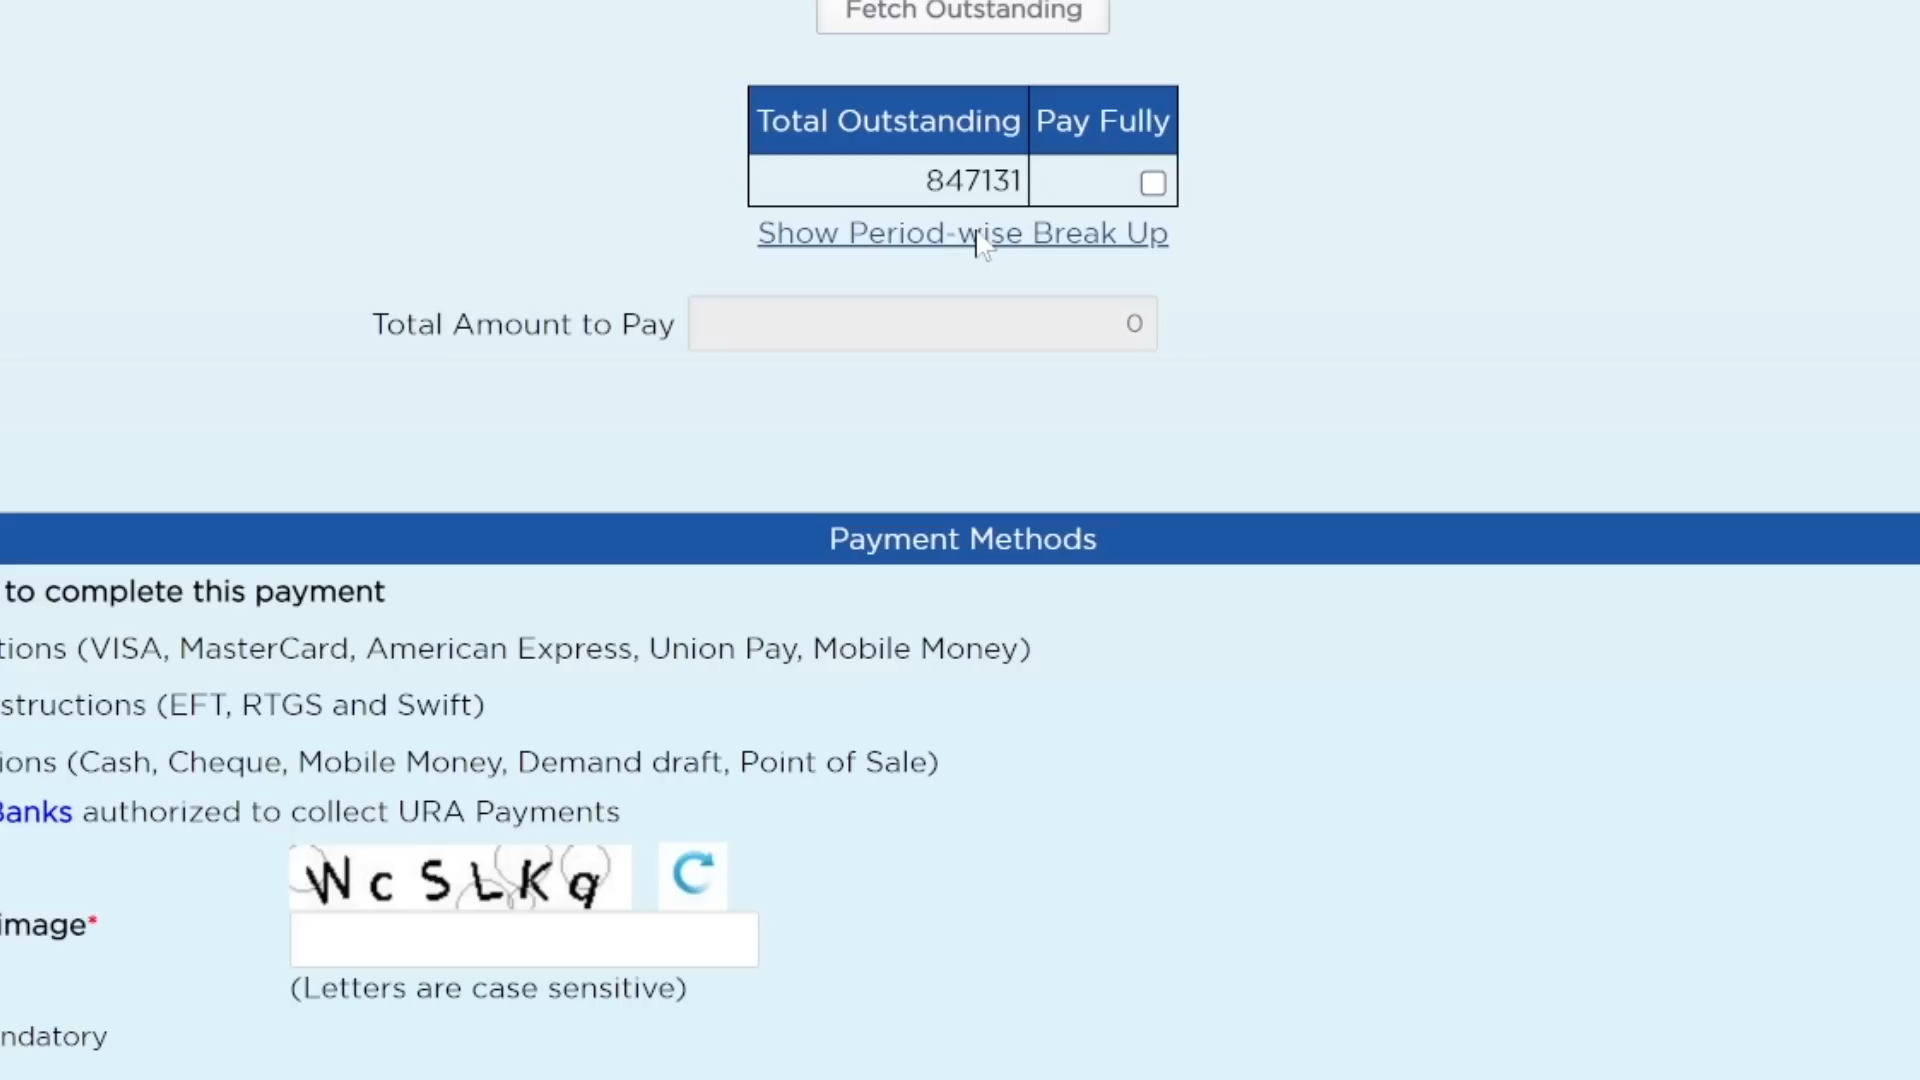 Fetch Outstanding
Total Outstanding Pay Fully
847131
Show Period-wise Break Up
Total Amount to Pay 0
Payment Methods
to complete this payment
tions (VISA, MasterCard, American Express, Union Pay, Mobile Money)
structions (EFT, RTGS and Swift)
ions (Cash, Cheque, Mobile Money, Demand draft, Point of Sale)
Banks authorized to collect URA Payments
WcSLKq
image*
(Letters are case sensitive)
ndatory